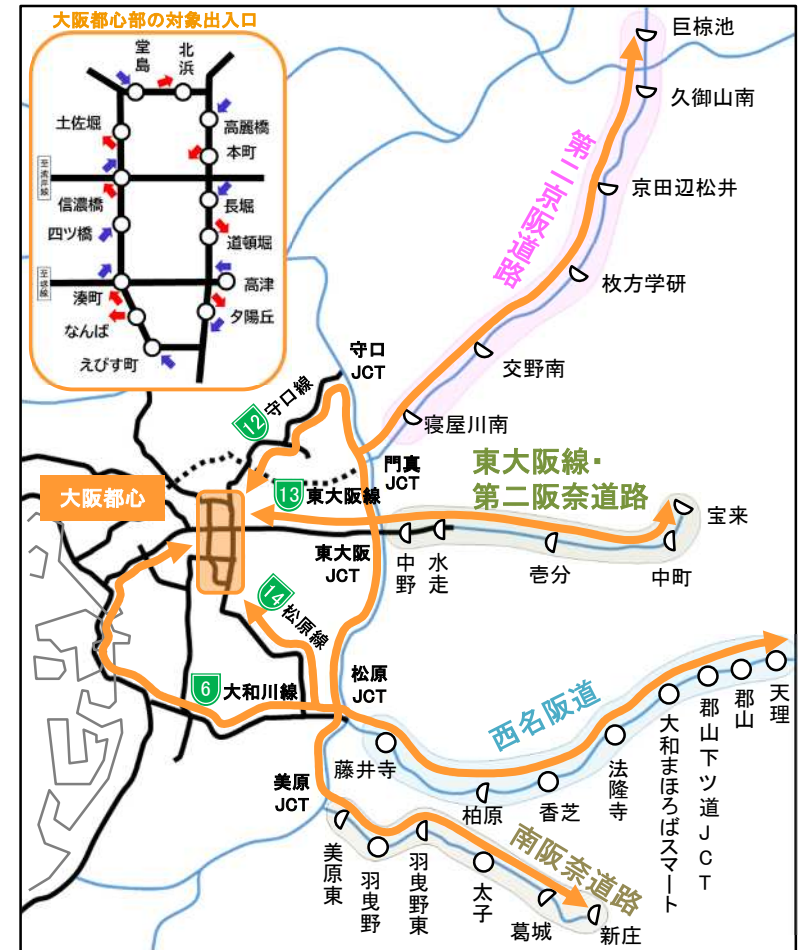 大阪都心部の対象出入口
堂島
北浜
土佐堀
高麗橋
本町
至湾岸線
信濃橋
長堀
四ツ橋
道頓堀
至堺線
高津
湊町
夕陽丘
なんば
えびす町
巨椋池
久御山南
第二京阪道路
京田辺松井
枚方学研
守口
JCT
交野南
12
守口線
寝屋川南
門真
JCT
東大阪線・
第二阪奈道路
大阪都心
13
東大阪線
宝来
東大阪
JCT
中野
水走
壱分
中町
14
松原線
松原
JCT
6
大和川線
西名阪道
天理
郡山
郡山下ツ道JCT
大和まほろばスマート
法隆寺
藤井寺
香芝
柏原
美原
JCT
南阪奈道路
美原東
羽曳野
羽曳野東
太子
葛城
新庄